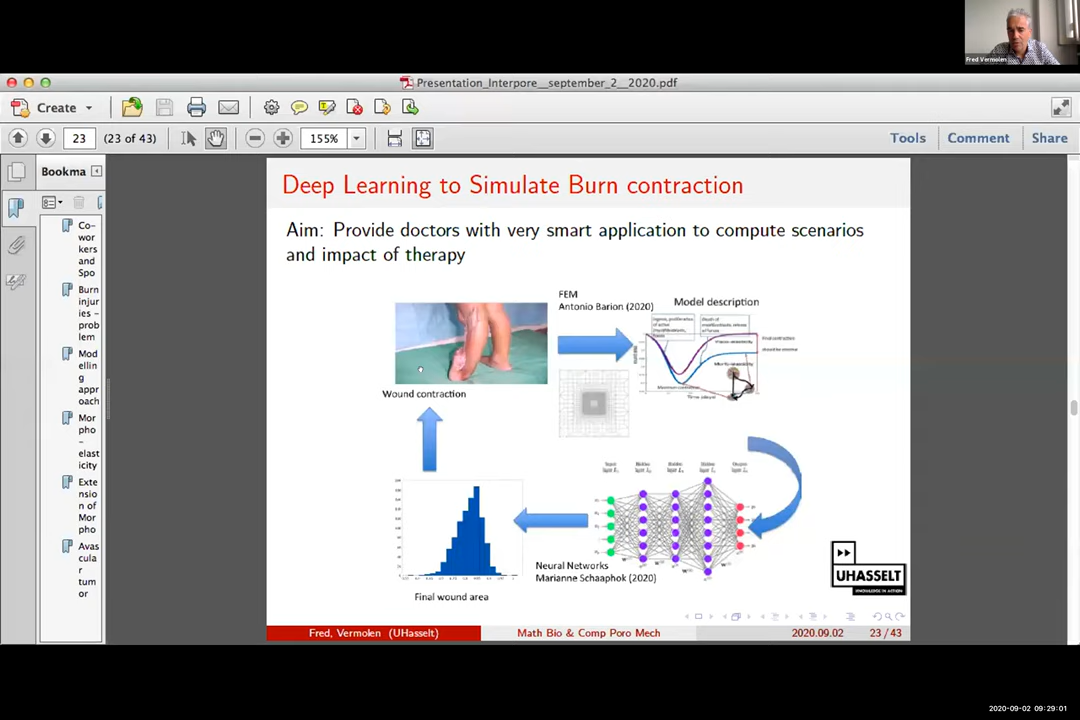 Fred Vermolen
Presentation_Interpore__september_2__2020.pdf
Create
23
(23 of 43)
155%
Tools
Comment
Share
Bookma
Co-
wor
kers
and
Spo
Burn
injur
ies -
prob
lem
Mod
ellin
g
appr
oach
Mor
pho
-
elast
icity
Exte
nsio
n of
Mor
pho
Avas
cula
r
tum
or
Deep Learning to Simulate Burn contraction
Aim: Provide doctors with very smart application to compute scenarios
and impact of therapy
FEM
Antonio Barion (2020)
Model description
Wound contraction
Neural Networks
Marianne Schaaphok (2020)
Final wound area
UHASSELT
KNOWLEDGE IN ACTION
Fred, Vermolen (UHasselt)
Math Bio & Comp Poro Mech
2020.09.02
23 / 43
2020-09-02 09:29:01